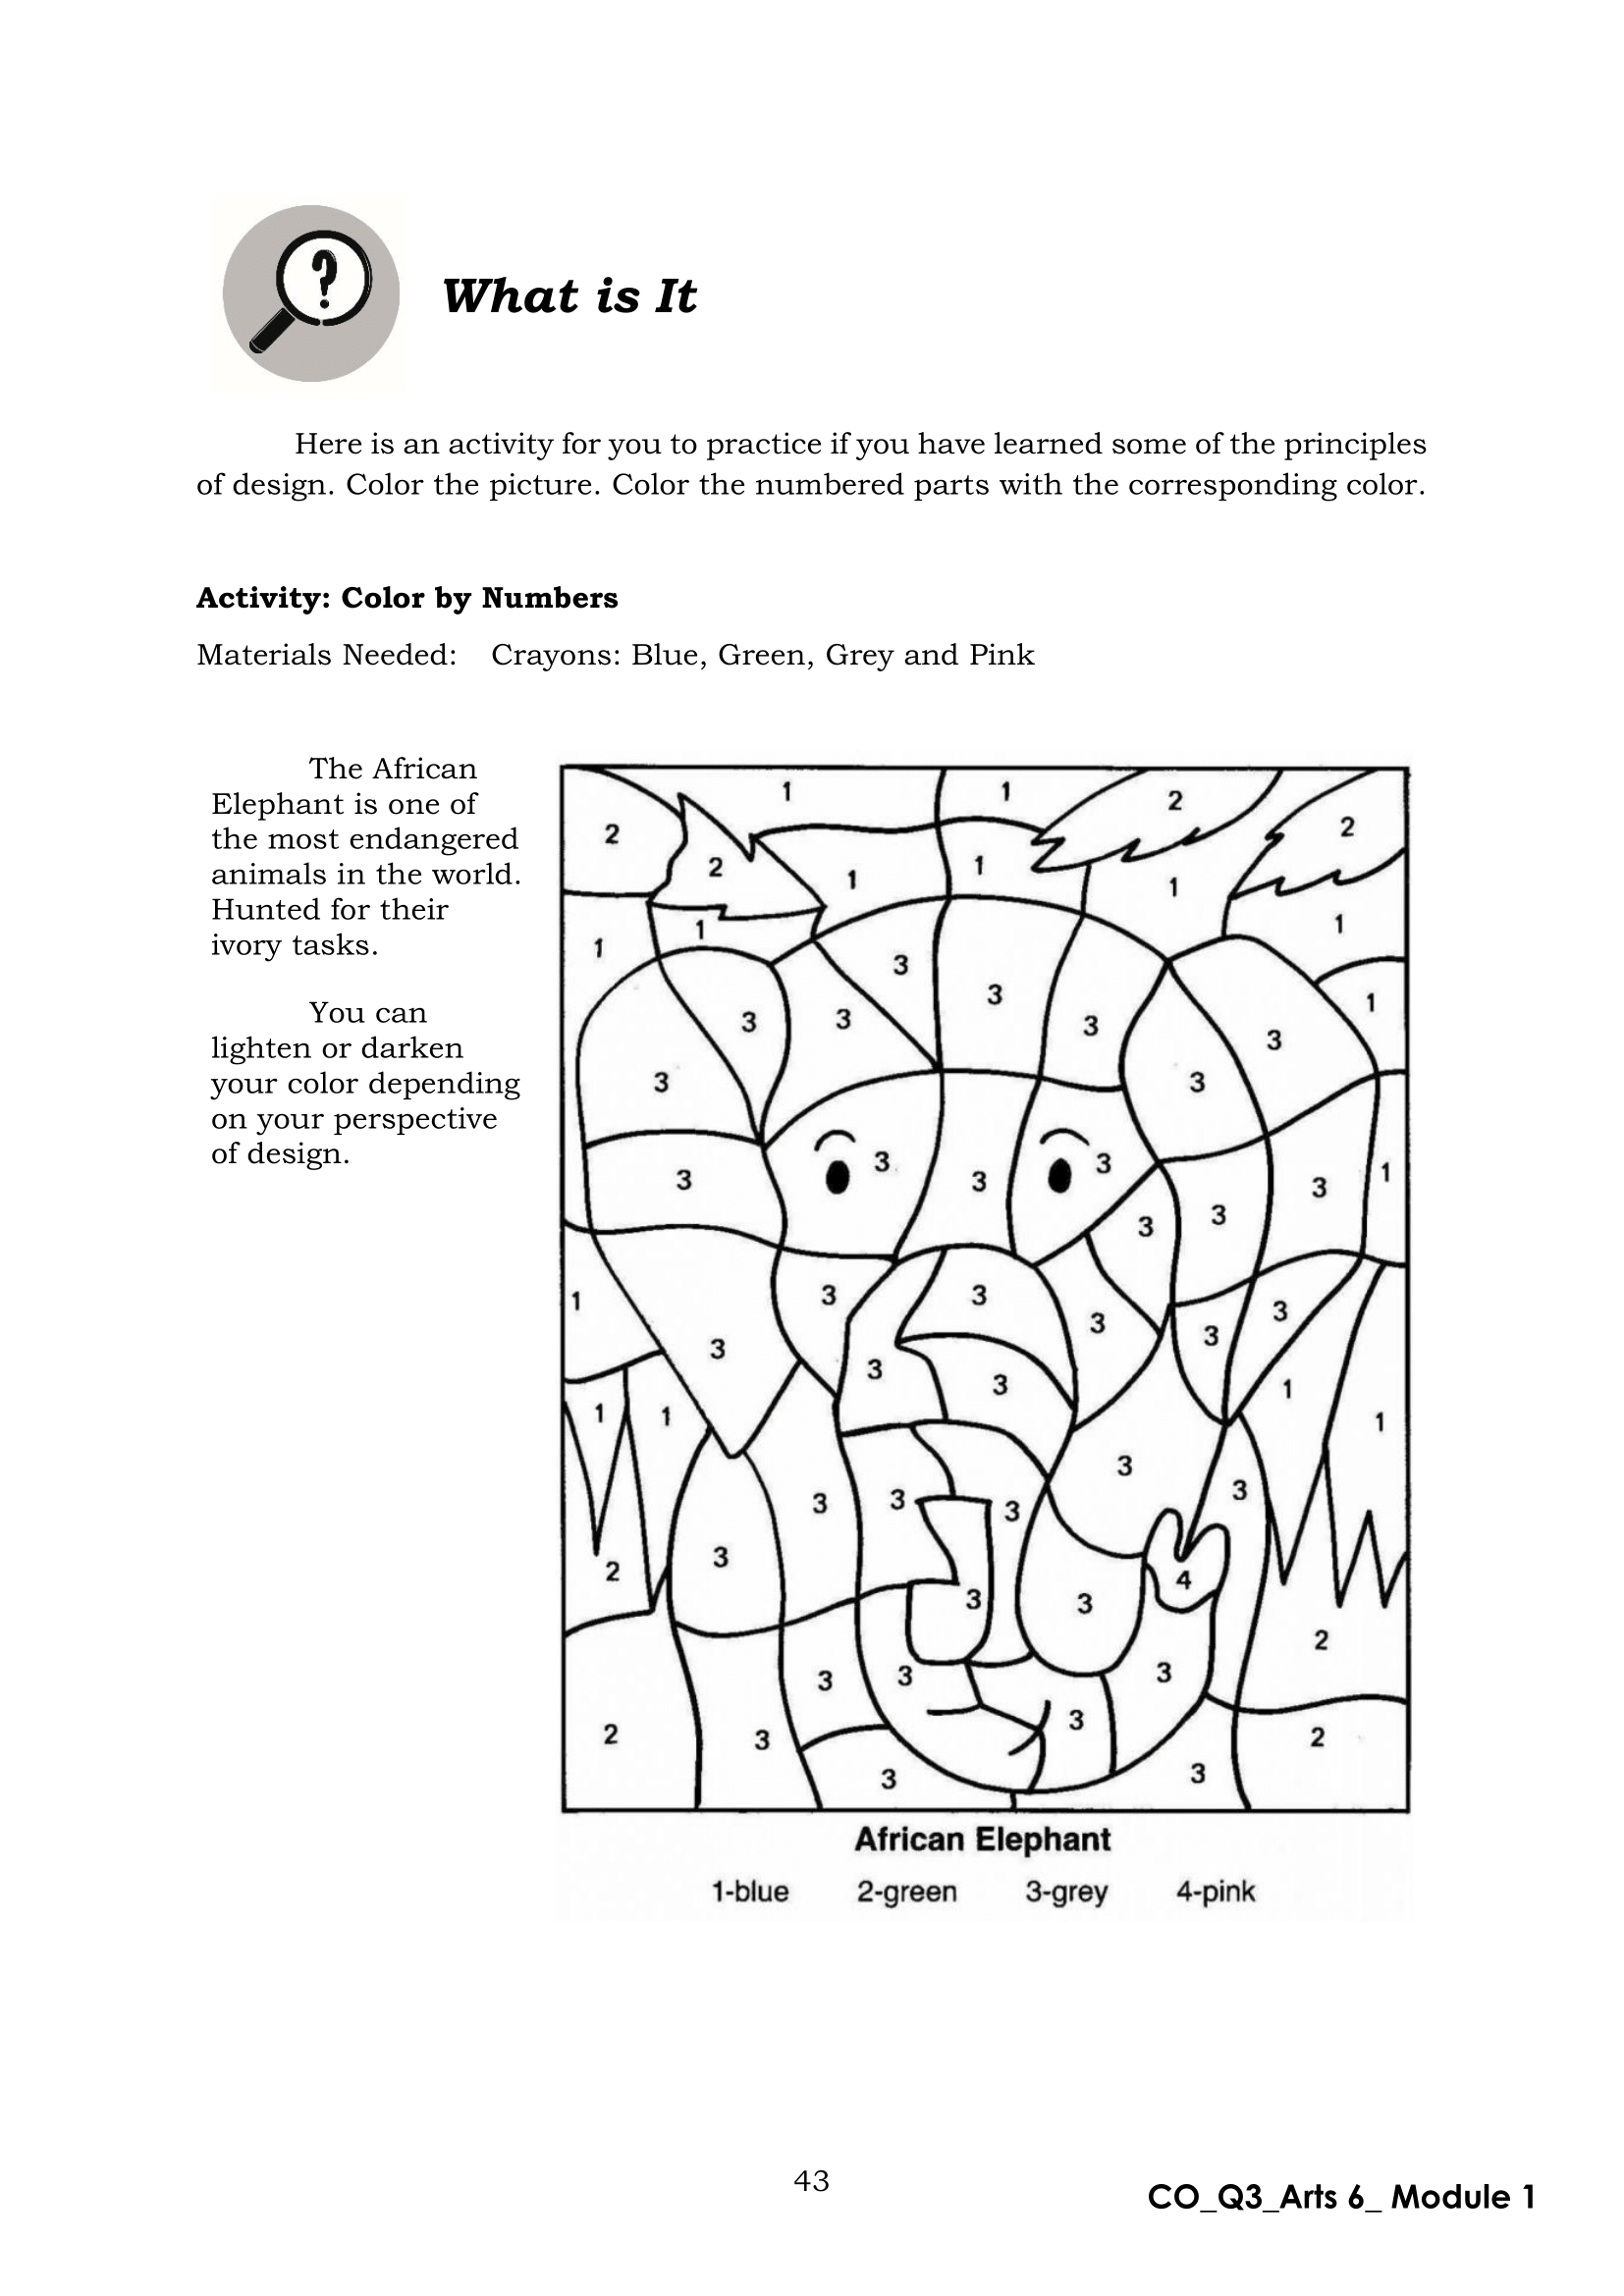 ?
What is It
Here is an activity for you to practice if you have learned some of the principles
of design. Color the picture. Color the numbered parts with the corresponding color.
Activity: Color by Numbers
Materials Needed: Crayons: Blue, Green, Grey and Pink
The African
Elephant is one of
the most endangered
animals in the world.
Hunted for their
ivory tasks.
You can
lighten or darken
your color depending
on your perspective
of design.
1 1 2
2 2
2 1 1 1
1 1 1
3 3 1
3 3 3 3
3 3
3 3 3 1
3 3 3
3 3
1 3 3 3
3 3
3 3 1
1 1 1
3 3
3 3 3
2 3 4
3 3
2
3 3 3
2 3 3 2
3 3
African Elephant
1-blue 2-green 3-grey 4-pink
43
CO_Q3_Arts 6_ Module 1